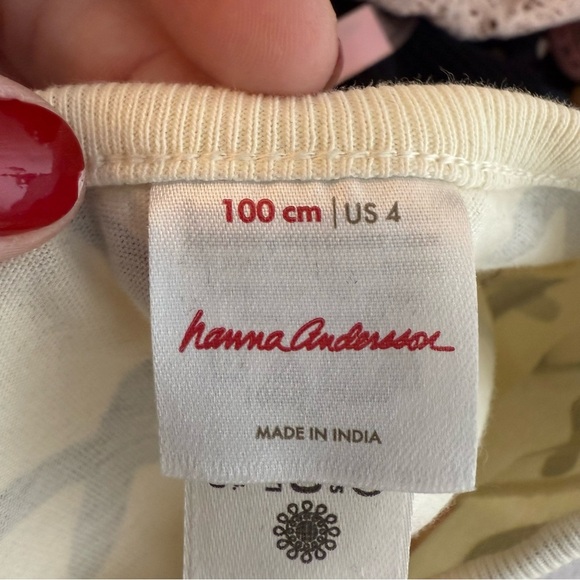 100 cm | US 4
hanna andersson
MADE IN INDIA